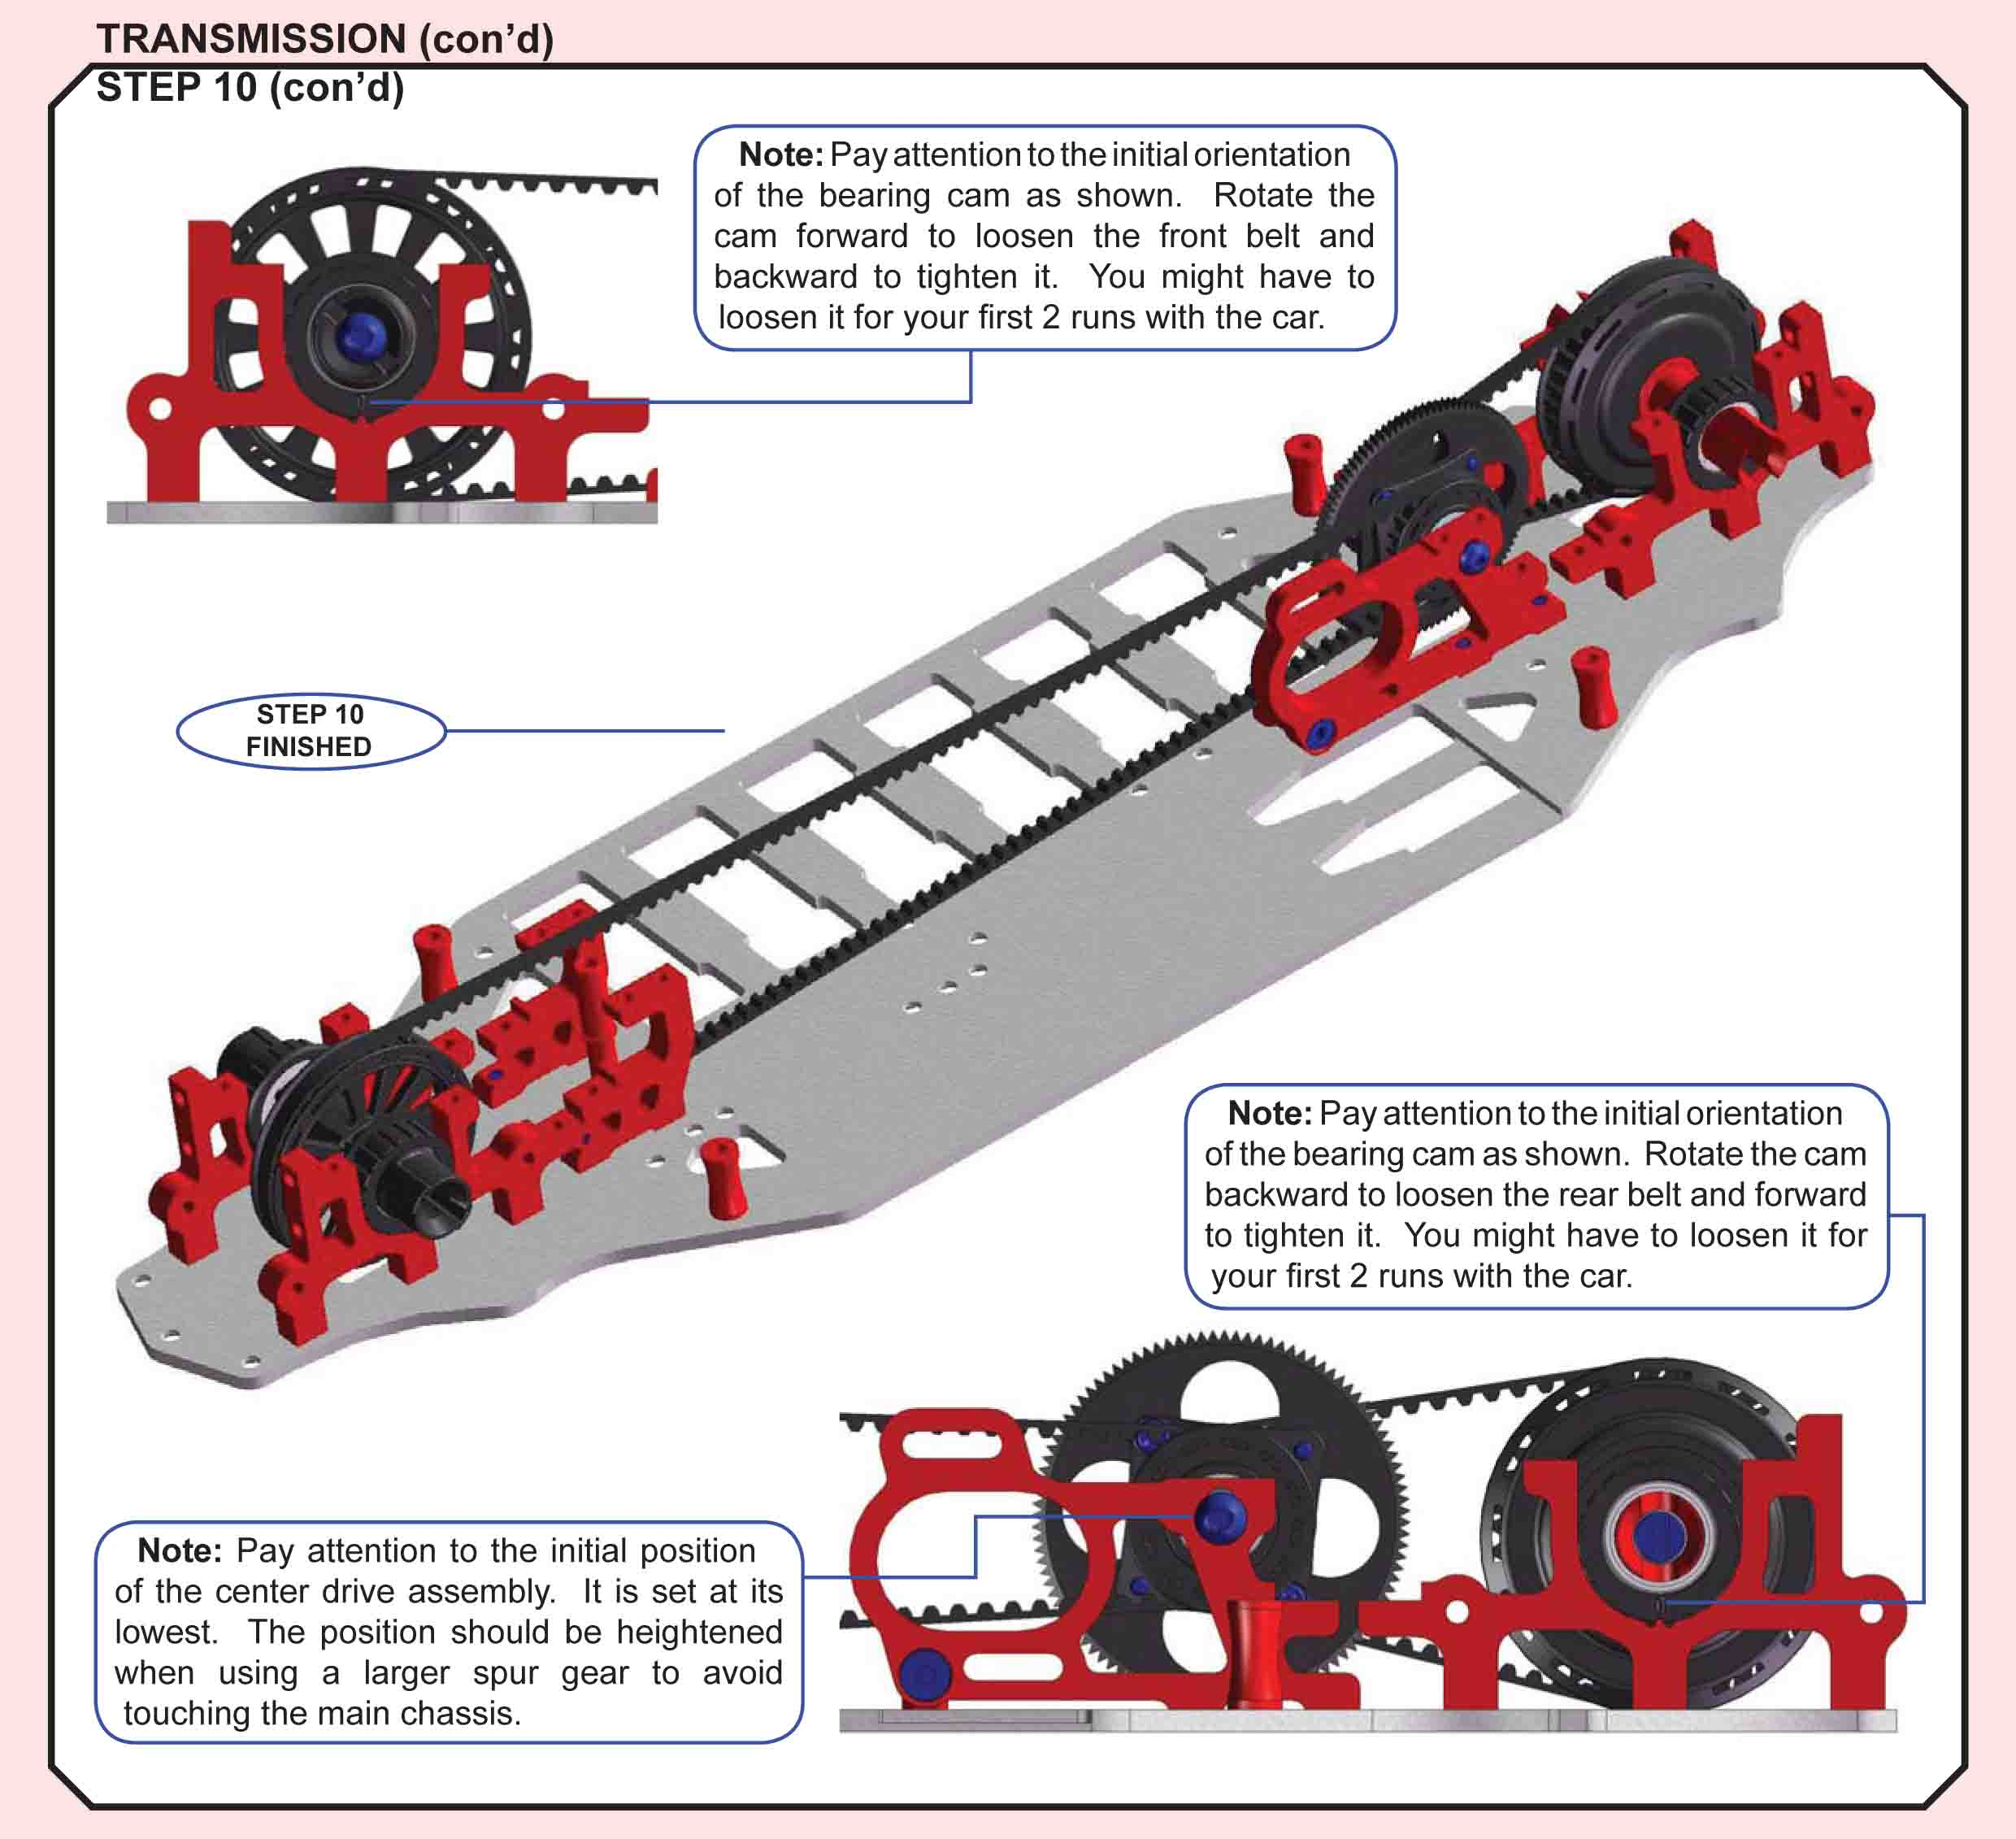 TRANSMISSION (con’d)
STEP 10 (con’d)
Note: Pay attention to the initial orientation
of the bearing cam as shown. Rotate the
cam forward to loosen the front belt and
backward to tighten it. You might have to
loosen it for your first 2 runs with the car.
STEP 10
FINISHED
Note: Pay attention to the initial orientation
of the bearing cam as shown. Rotate the cam
backward to loosen the rear belt and forward
to tighten it. You might have to loosen it for
your first 2 runs with the car.
Note: Pay attention to the initial position
of the center drive assembly. It is set at its
lowest. The position should be heightened
when using a larger spur gear to avoid
touching the main chassis.